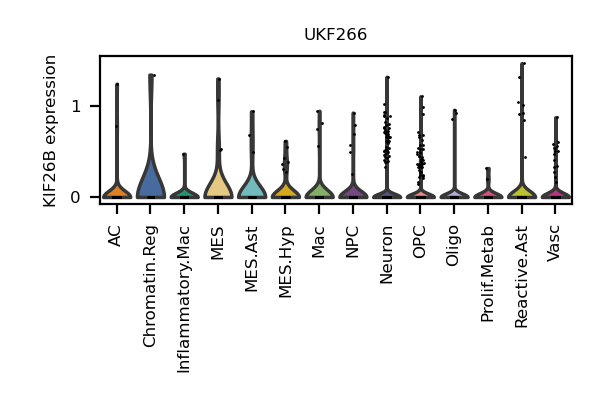 UKF266
KIF26B expression
1
0
AC
Chromatin.Reg
Inflammatory.Mac
MES
MES.Ast
MES.Hyp
Mac
NPC
Neuron
OPC
Oligo
Prolif.Metab
Reactive.Ast
Vasc